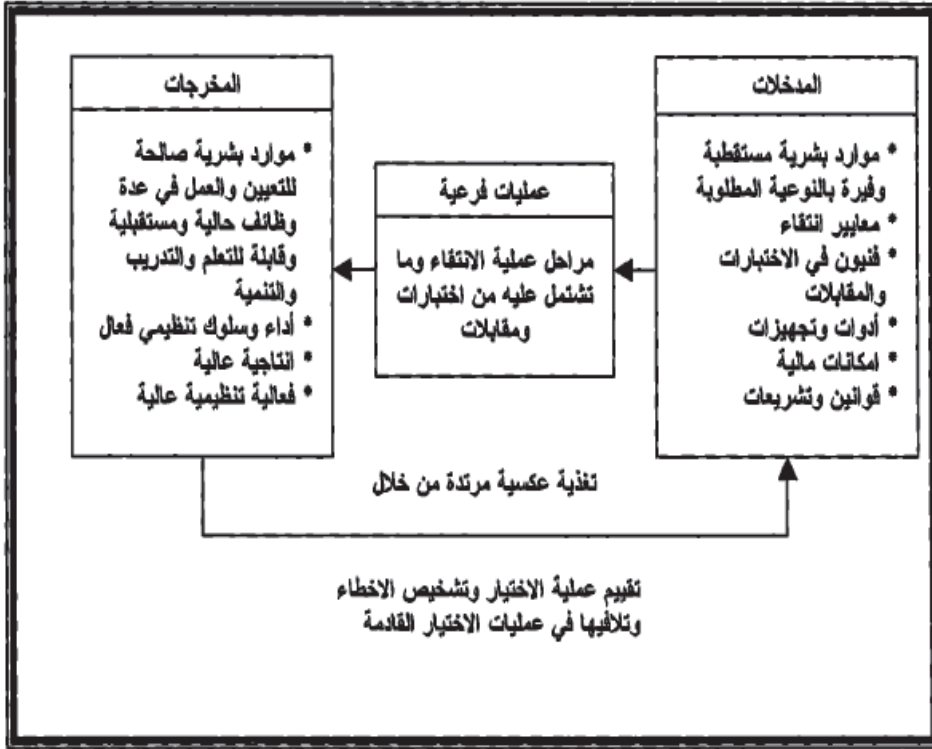 المدخلات
* موارد بشرية مستقطبة
وفيرة بالنوعية المطلوبة
* معايير انتقاء
* فنيون في الاختبارات
والمقابلات
* أدوات وتجهيزات
* امكانات مالية
* قوانين وتشريعات
عمليات فرعية
مراحل عملية الانتقاء وما
تشتمل عليه من اختبارات
ومقابلات
المخرجات
* موارد بشرية صالحة
للتعيين والعمل في عدة
وظائف حالية ومستقبلية
وقابلة للتعلم والتدريب
والتنمية
* أداء وسلوك تنظيمي فعال
* انتاجية عالية
* فعالية تنظيمية عالية
تغذية عكسية مرتدة من خلال
تقييم عملية الاختيار وتشخيص الاخطاء
وتلافيها في عمليات الاختيار القادمة